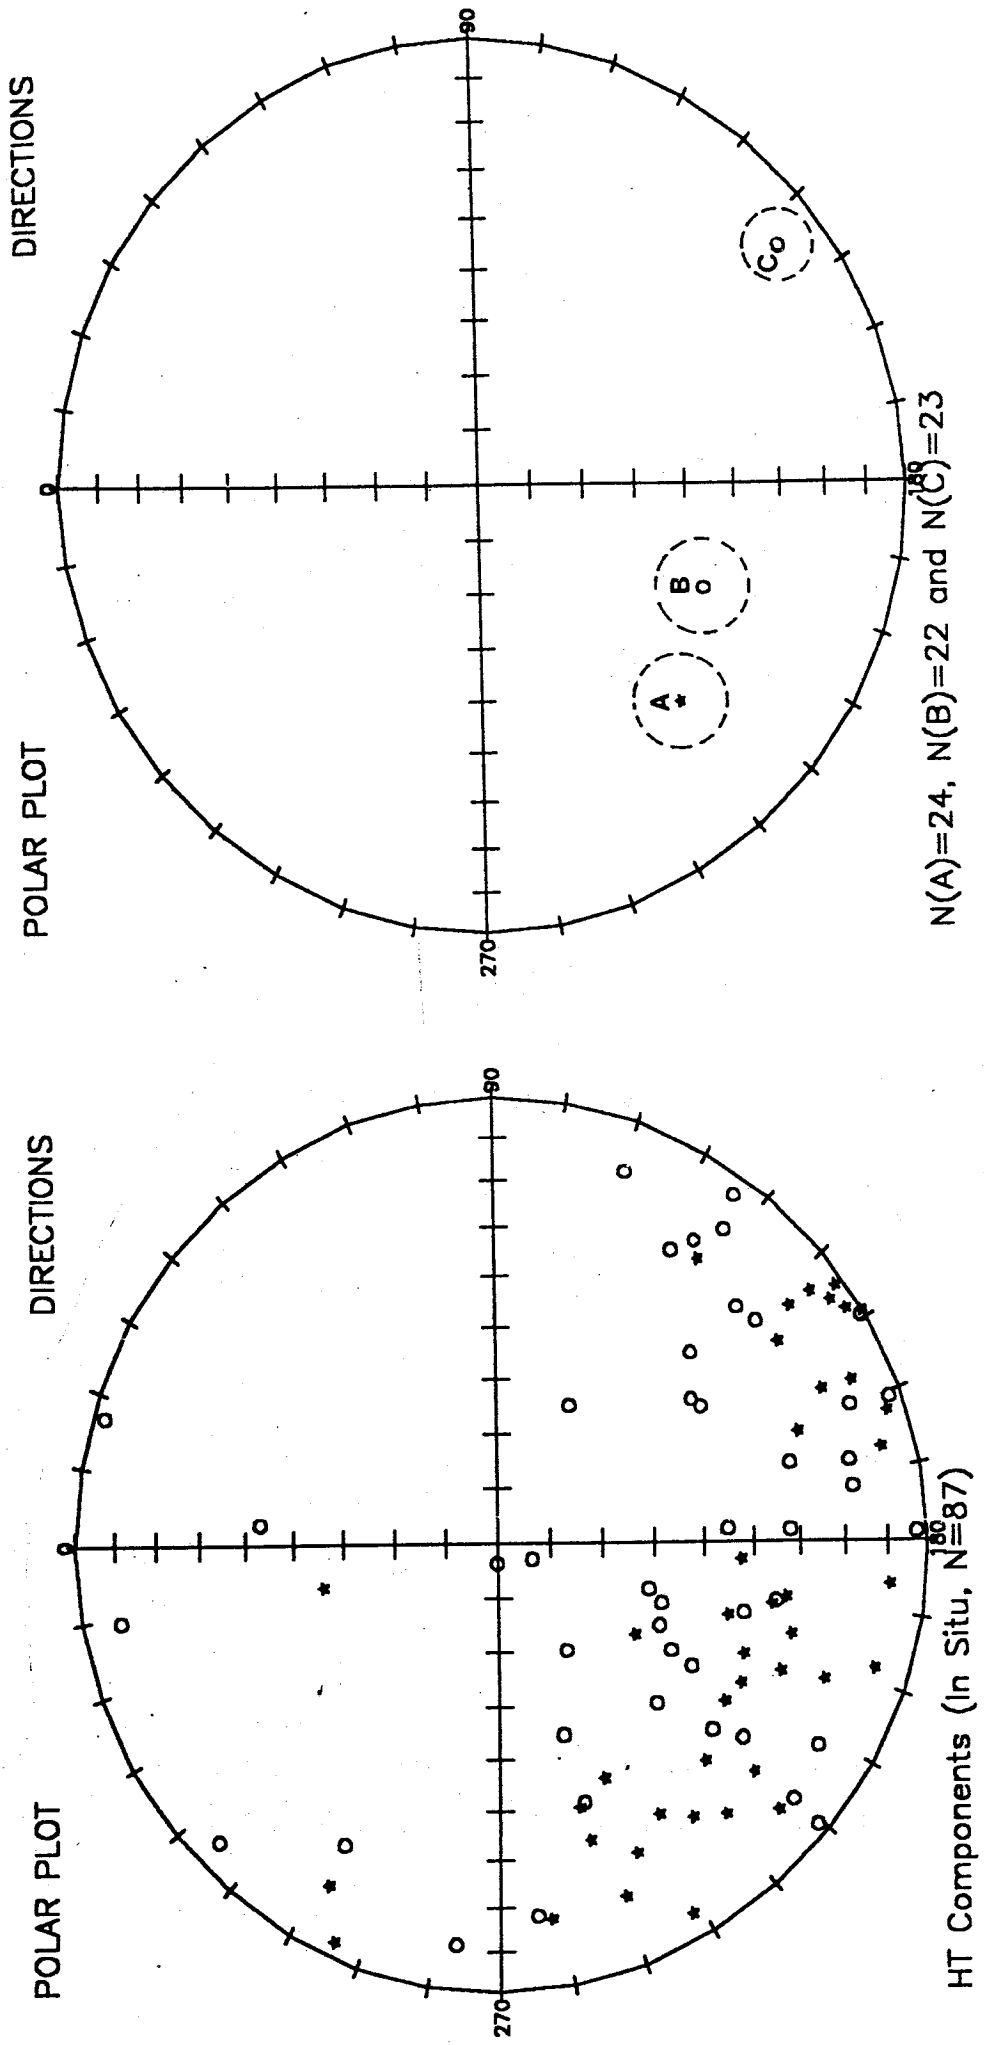 POLAR PLOT DIRECTIONS
0
270 90
180
HT Components (In Situ, N=87)
POLAR PLOT DIRECTIONS
0
270 90
A B C
180
N(A)=24, N(B)=22 and N(C)=23